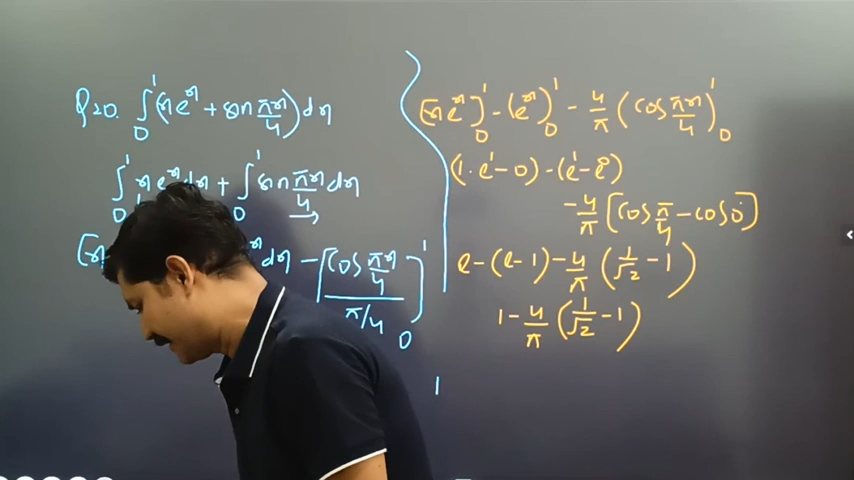 Q20. ∫₀¹ (xeˣ + sin πx/4) dx
∫₀¹ xeˣ dx + ∫₀¹ sin πx/4 dx
[x dx - [cos πx/4 / π/4]₀¹
1
[xeˣ]₀¹ - (eˣ)₀¹ - 4/π (cos πx/4)₀¹
(1·e¹ - 0) - (e¹ - e⁰)
- 4/π [cos π/4 - cos 0°]
e - (e - 1) - 4/π (1/√2 - 1)
1 - 4/π (1/√2 - 1)